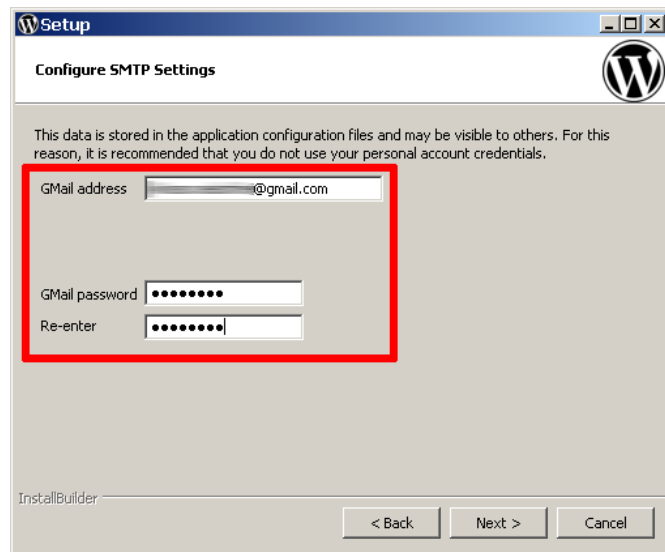 Setup
Configure SMTP Settings
This data is stored in the application configuration files and may be visible to others. For this
reason, it is recommended that you do not use your personal account credentials.
GMail address @gmail.com
GMail password ●●●●●●●●
Re-enter ●●●●●●●●
InstallBuilder
< Back Next > Cancel